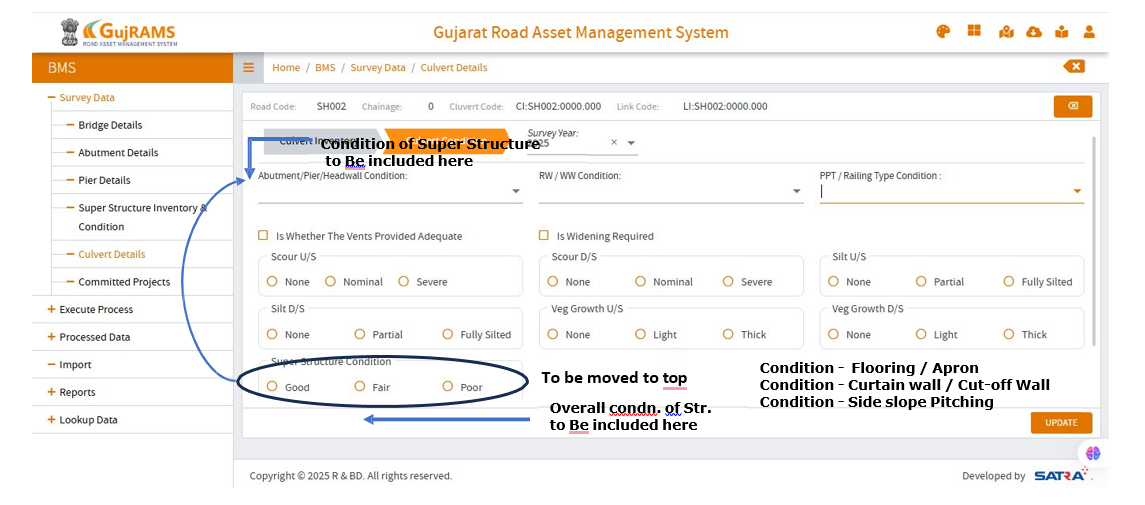 GujRAMS
ROAD ASSET MANAGEMENT SYSTEM
Gujarat Road Asset Management System
BMS
Home / BMS / Survey Data / Culvert Details
Survey Data
Bridge Details
Abutment Details
Pier Details
Super Structure Inventory &
Condition
Culvert Details
Committed Projects
Execute Process
Processed Data
Import
Reports
Lookup Data
Road Code: SH002 Chainage: 0 Cluvert Code: CI:SH002:0000.000 Link Code: LI:SH002:0000.000
Culvert Inventory
Survey Year:
2025 ×
Condition of Super Structure
to Be included here
Abutment/Pier/Headwall Condition: RW / WW Condition: PPT / Railing Type Condition :
Is Whether The Vents Provided Adequate Is Widening Required
Scour U/S Scour D/S Silt U/S
None Nominal Severe None Nominal Severe None Partial Fully Silted
Silt D/S Veg Growth U/S Veg Growth D/S
None Partial Fully Silted None Light Thick None Light Thick
Super Structure Condition
Good Fair Poor
To be moved to top
Condition - Flooring / Apron
Condition - Curtain wall / Cut-off Wall
Condition - Side slope Pitching
Overall condn. of Str.
to Be included here
UPDATE
Copyright © 2025 R & BD. All rights reserved. Developed by SATRA .